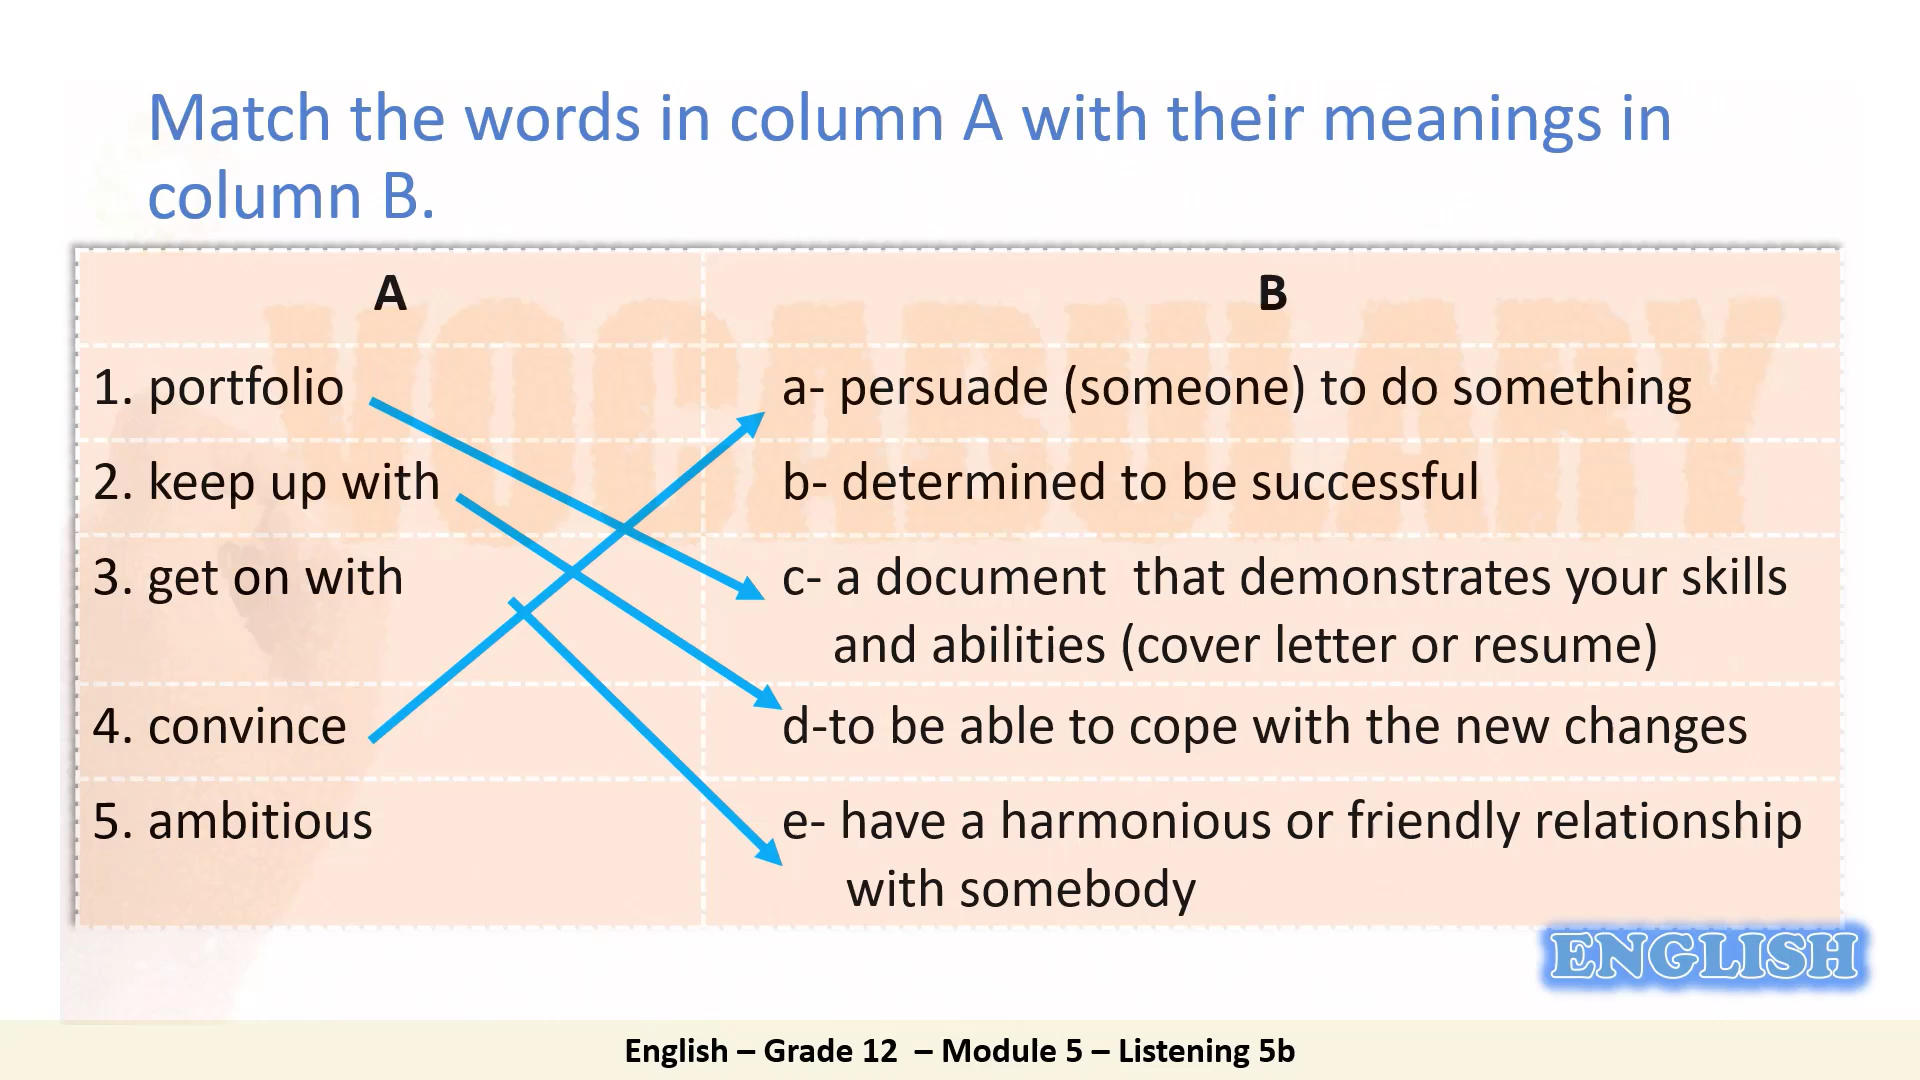 Match the words in column A with their meanings in
column B.
VOCABULARY
A B
1. portfolio a- persuade (someone) to do something
2. keep up with b- determined to be successful
3. get on with c- a document  that demonstrates your skills
and abilities (cover letter or resume)
4. convince d-to be able to cope with the new changes
5. ambitious e- have a harmonious or friendly relationship
with somebody
ENGLISH
English – Grade 12  – Module 5 – Listening 5b